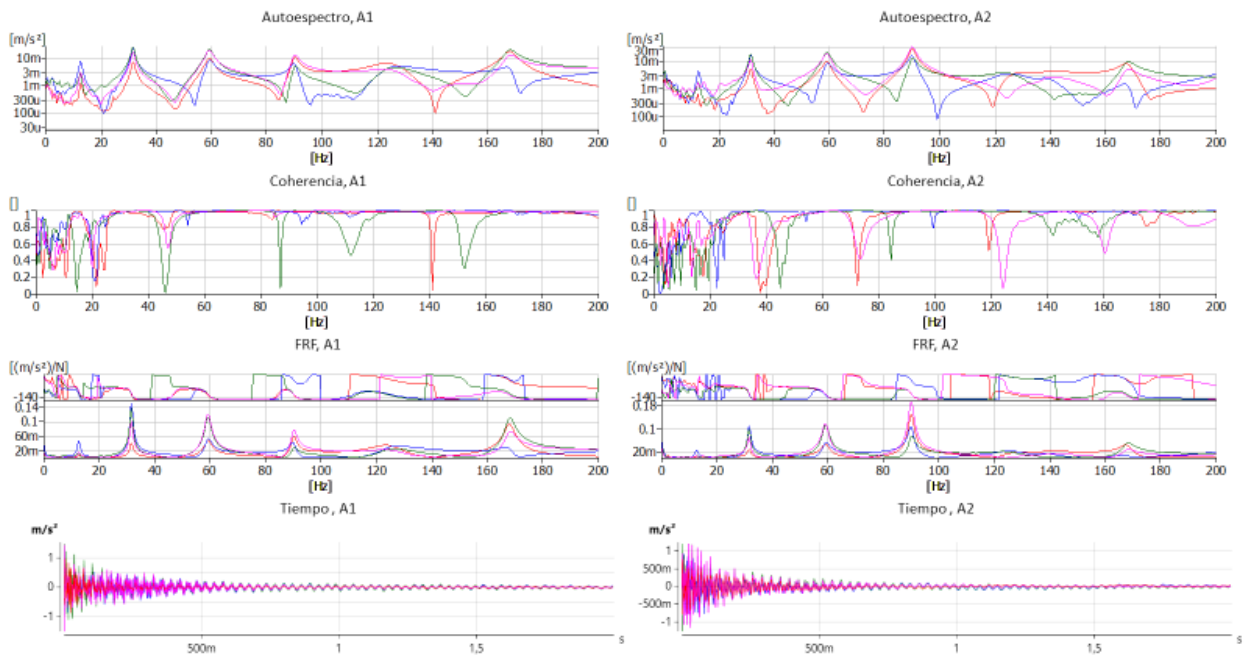 Autoespectro, A1
[m/s²]
10m
3m
1m
300u
100u
30u
0 20 40 60 80 100 120 140 160 180 200
[Hz]
Autoespectro, A2
[m/s²]
30m
10m
3m
1m
300u
100u
0 20 40 60 80 100 120 140 160 180 200
[Hz]
Coherencia, A1
[]
1
0.8
0.6
0.4
0.2
0
0 20 40 60 80 100 120 140 160 180 200
[Hz]
Coherencia, A2
[]
1
0.8
0.6
0.4
0.2
0
0 20 40 60 80 100 120 140 160 180 200
[Hz]
FRF, A1
[(m/s²)/N]
-140
0.14
0.1
60m
20m
0 20 40 60 80 100 120 140 160 180 200
[Hz]
FRF, A2
[(m/s²)/N]
-140
0.18
0.1
20m
0 20 40 60 80 100 120 140 160 180 200
[Hz]
Tiempo , A1
m/s²
1
0
-1
500m 1 1,5 s
Tiempo , A2
m/s²
1
500m
0
-500m
-1
500m 1 1,5 s